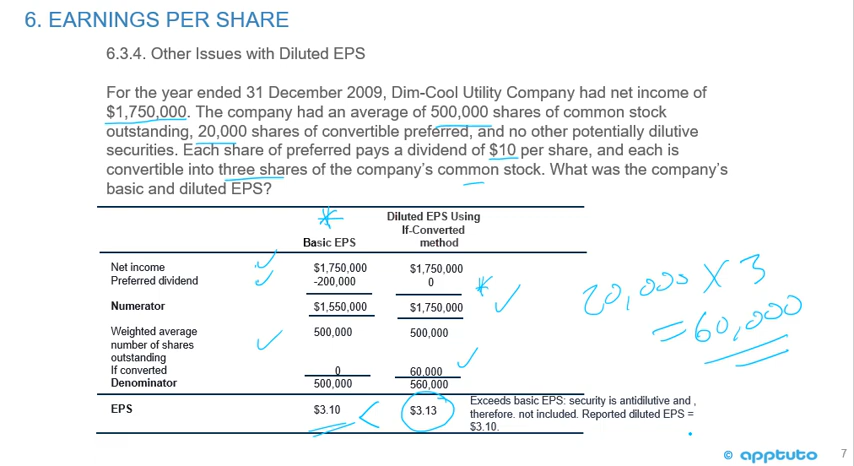 6. EARNINGS PER SHARE
6.3.4. Other Issues with Diluted EPS
For the year ended 31 December 2009, Dim-Cool Utility Company had net income of
$1,750,000. The company had an average of 500,000 shares of common stock
outstanding, 20,000 shares of convertible preferred, and no other potentially dilutive
securities. Each share of preferred pays a dividend of $10 per share, and each is
convertible into three shares of the company's common stock. What was the company's
basic and diluted EPS?
Basic EPS
Diluted EPS Using
If-Converted
method
Net income $1,750,000 $1,750,000
Preferred dividend -200,000 0
Numerator $1,550,000 $1,750,000
Weighted average 500,000 500,000
number of shares
outstanding
If converted 0 60,000
Denominator 500,000 560,000
EPS $3.10 < $3.13
Exceeds basic EPS: security is antidilutive and ,
therefore. not included. Reported diluted EPS =
$3.10.
20,000 X 3
= 60,000
© apptuto 7